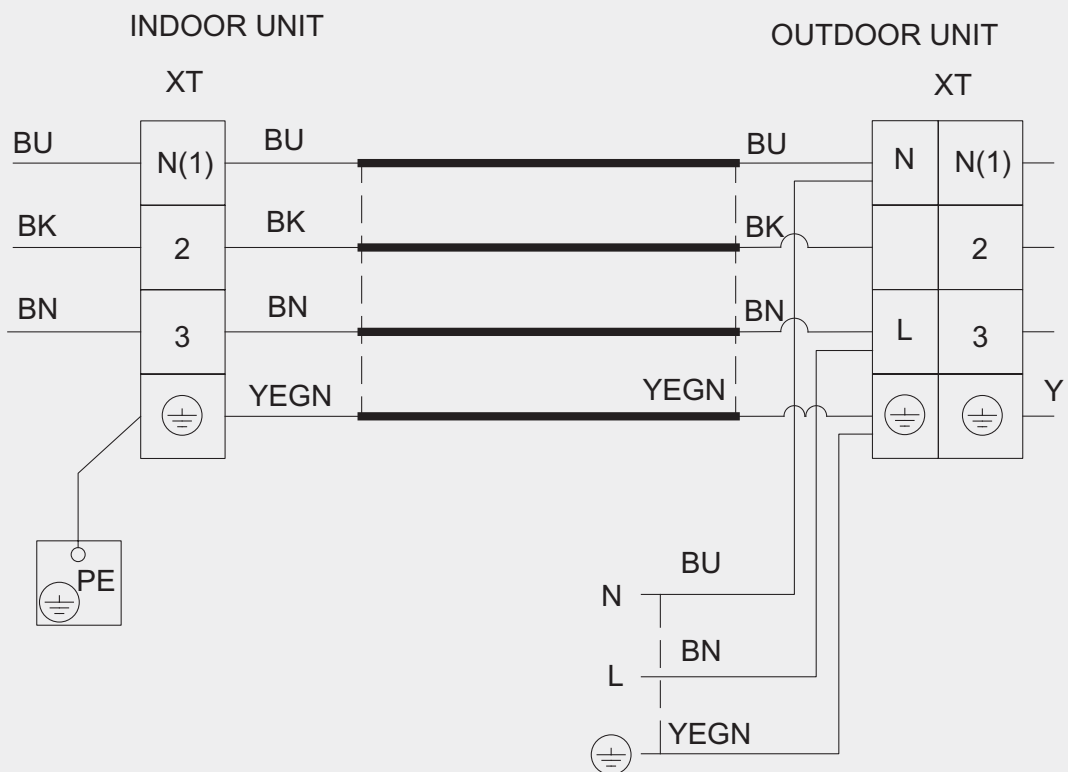 INDOOR UNIT
OUTDOOR UNIT
XT
XT
BU
N(1)
BU
BU
N
N(1)
BK
2
BK
BK
2
BN
3
BN
BN
L
3
YEGN
YEGN
Y
PE
N
BU
L
BN
YEGN